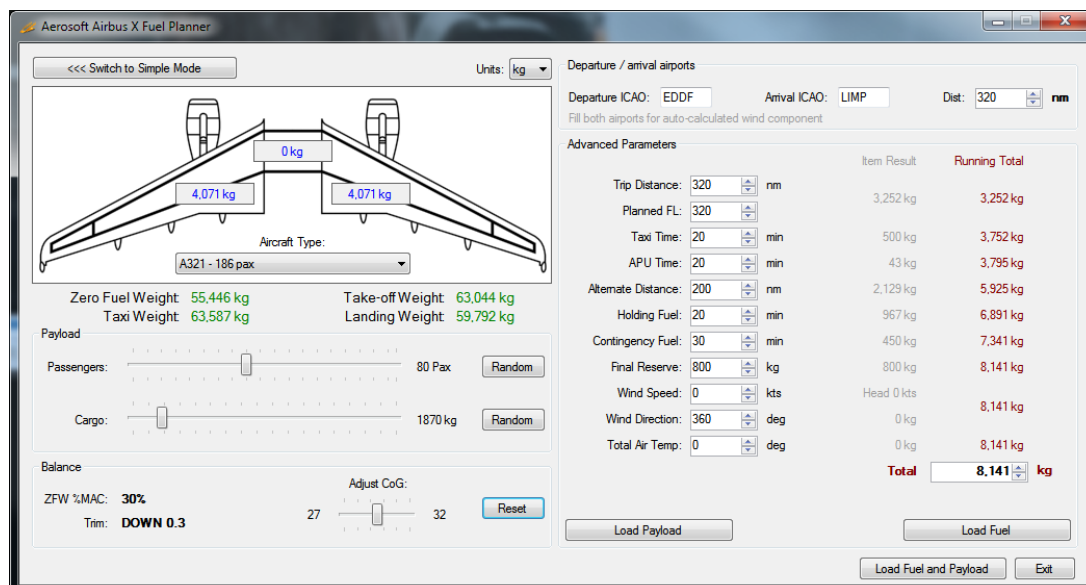 Aerosoft Airbus X Fuel Planner
<<< Switch to Simple Mode
Units: kg
0 kg
4,071 kg 4,071 kg
Aircraft Type:
A321 - 186 pax
Zero Fuel Weight: 55,446 kg Take-off Weight: 63,044 kg
Taxi Weight: 63,587 kg Landing Weight: 59,792 kg
Payload
Passengers: 80 Pax Random
Cargo: 1870 kg Random
Balance
ZFW %MAC: 30%
Trim: DOWN 0.3
Adjust CoG:
27 32
Reset
Departure / arrival airports
Departure ICAO: EDDF Arrival ICAO: LIMP Dist: 320 nm
Fill both airports for auto-calculated wind component
Advanced Parameters
Item Result Running Total
Trip Distance: 320 nm
3,252 kg 3,252 kg
Planned FL: 320
Taxi Time: 20 min 500 kg 3,752 kg
APU Time: 20 min 43 kg 3,795 kg
Alternate Distance: 200 nm 2,129 kg 5,925 kg
Holding Fuel: 20 min 967 kg 6,891 kg
Contingency Fuel: 30 min 450 kg 7,341 kg
Final Reserve: 800 kg 800 kg 8,141 kg
Wind Speed: 0 kts Head 0 kts
8,141 kg
Wind Direction: 360 deg 0 kg
Total Air Temp: 0 deg 0 kg 8,141 kg
Total 8,141 kg
Load Payload Load Fuel
Load Fuel and Payload Exit